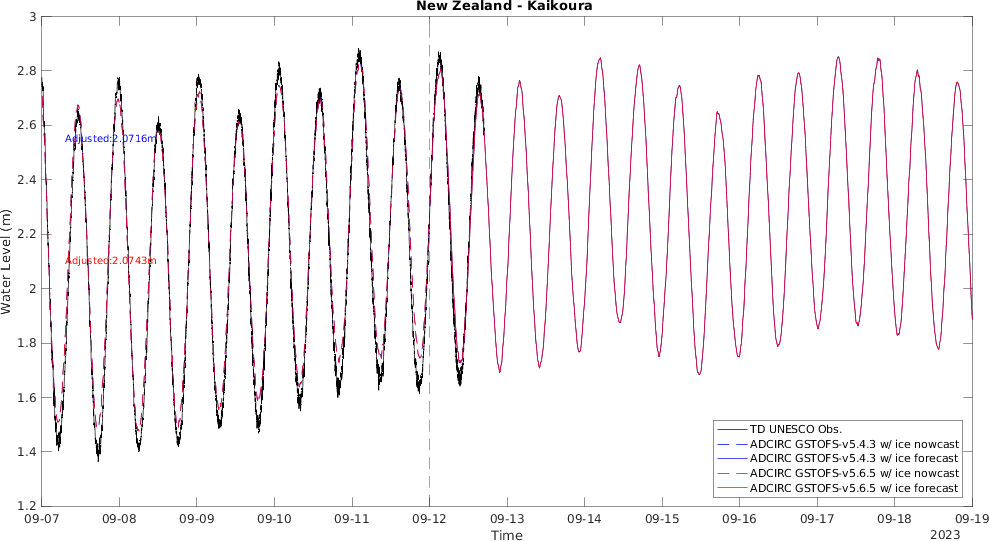 New Zealand - Kaikoura
Water Level (m)
3
2.8
2.6
2.4
2.2
2
1.8
1.6
1.4
1.2
Adjusted:2.0716m
Adjusted:2.0743m
TD UNESCO Obs.
ADCIRC GSTOFS-v5.4.3 w/ ice nowcast
ADCIRC GSTOFS-v5.4.3 w/ ice forecast
ADCIRC GSTOFS-v5.6.5 w/ ice nowcast
ADCIRC GSTOFS-v5.6.5 w/ ice forecast
09-07 09-08 09-09 09-10 09-11 09-12 09-13 09-14 09-15 09-16 09-17 09-18 09-19
Time
2023